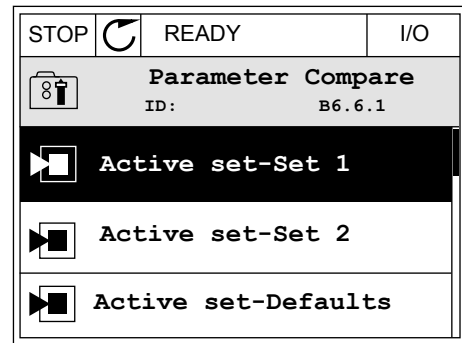 STOP READY I/O
Parameter Compare
ID: B6.6.1
Active set-Set 1
Active set-Set 2
Active set-Defaults